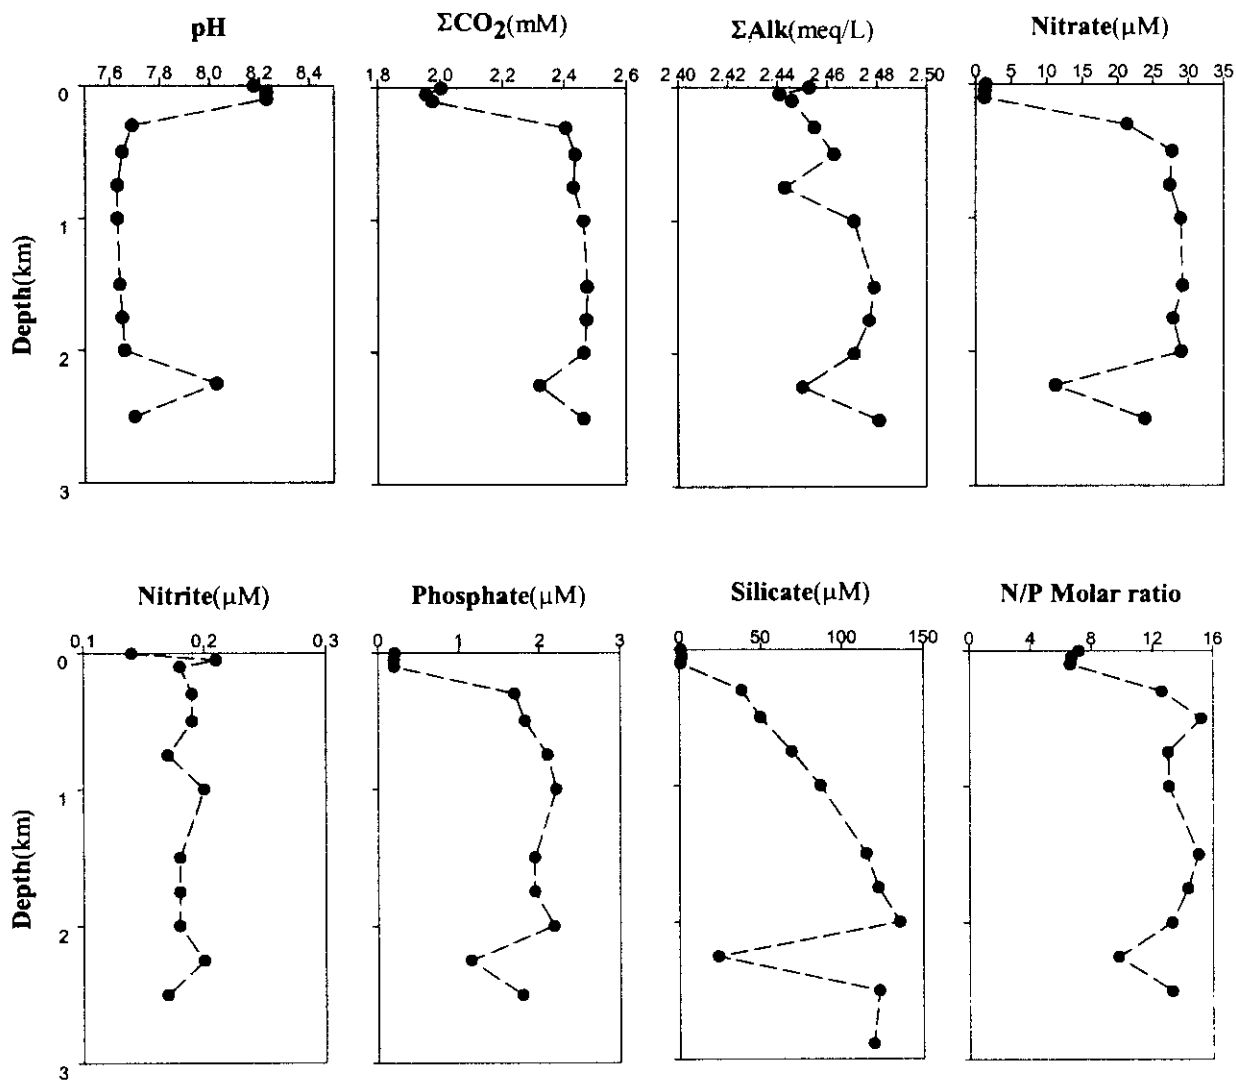 pH ΣCO2(mM) ΣAlk(meq/L) Nitrate(μM)
7.6 7.8 8.0 8.2 8.4 1.8 2.0 2.2 2.4 2.6 2.40 2.42 2.44 2.46 2.48 2.50 0 5 10 15 20 25 30 35
0
1
2
3
Depth(km)
Nitrite(μM) Phosphate(μM) Silicate(μM) N/P Molar ratio
0.1 0.2 0.3 0 1 2 3 0 50 100 150 0 4 8 12 16
0
1
2
3
Depth(km)